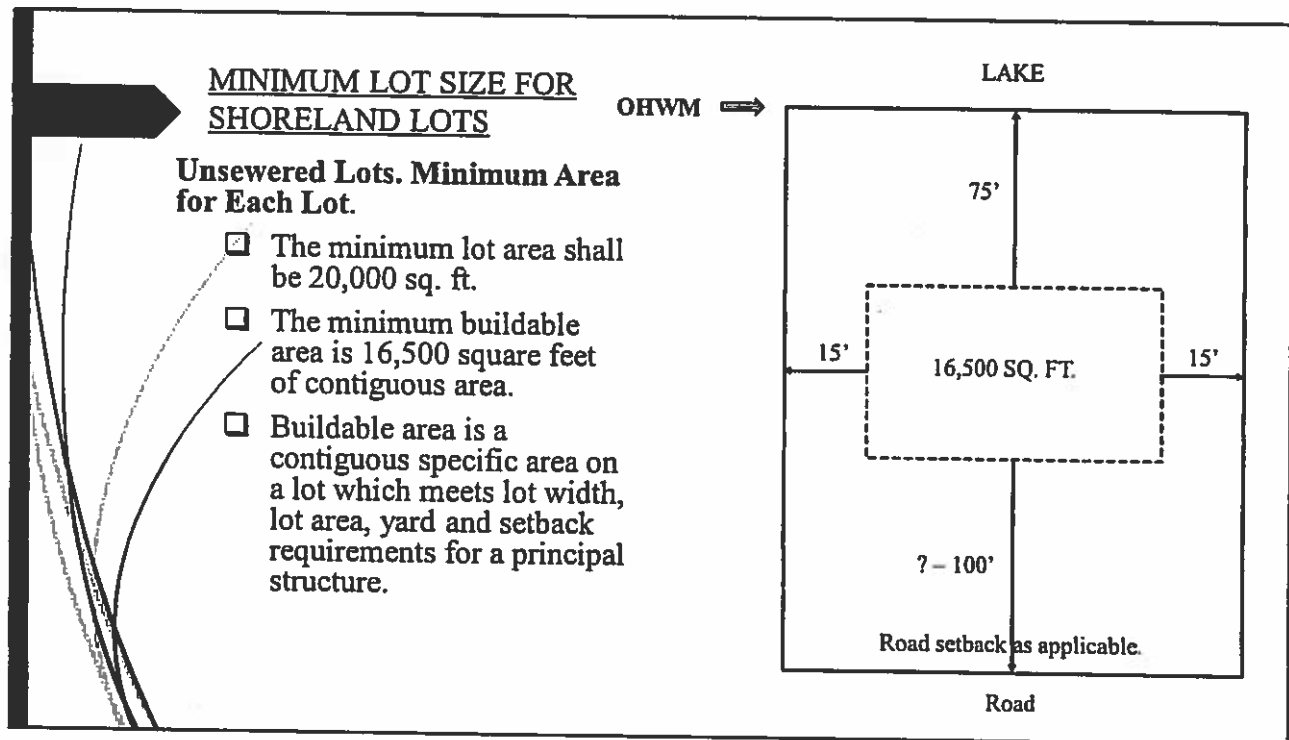 MINIMUM LOT SIZE FOR
SHORELAND LOTS
Unsewered Lots. Minimum Area
for Each Lot.
The minimum lot area shall
be 20,000 sq. ft.
The minimum buildable
area is 16,500 square feet
of contiguous area.
Buildable area is a
contiguous specific area on
a lot which meets lot width,
lot area, yard and setback
requirements for a principal
structure.
LAKE
OHWM
75'
15'
16,500 SQ. FT.
15'
? – 100'
Road setback as applicable.
Road